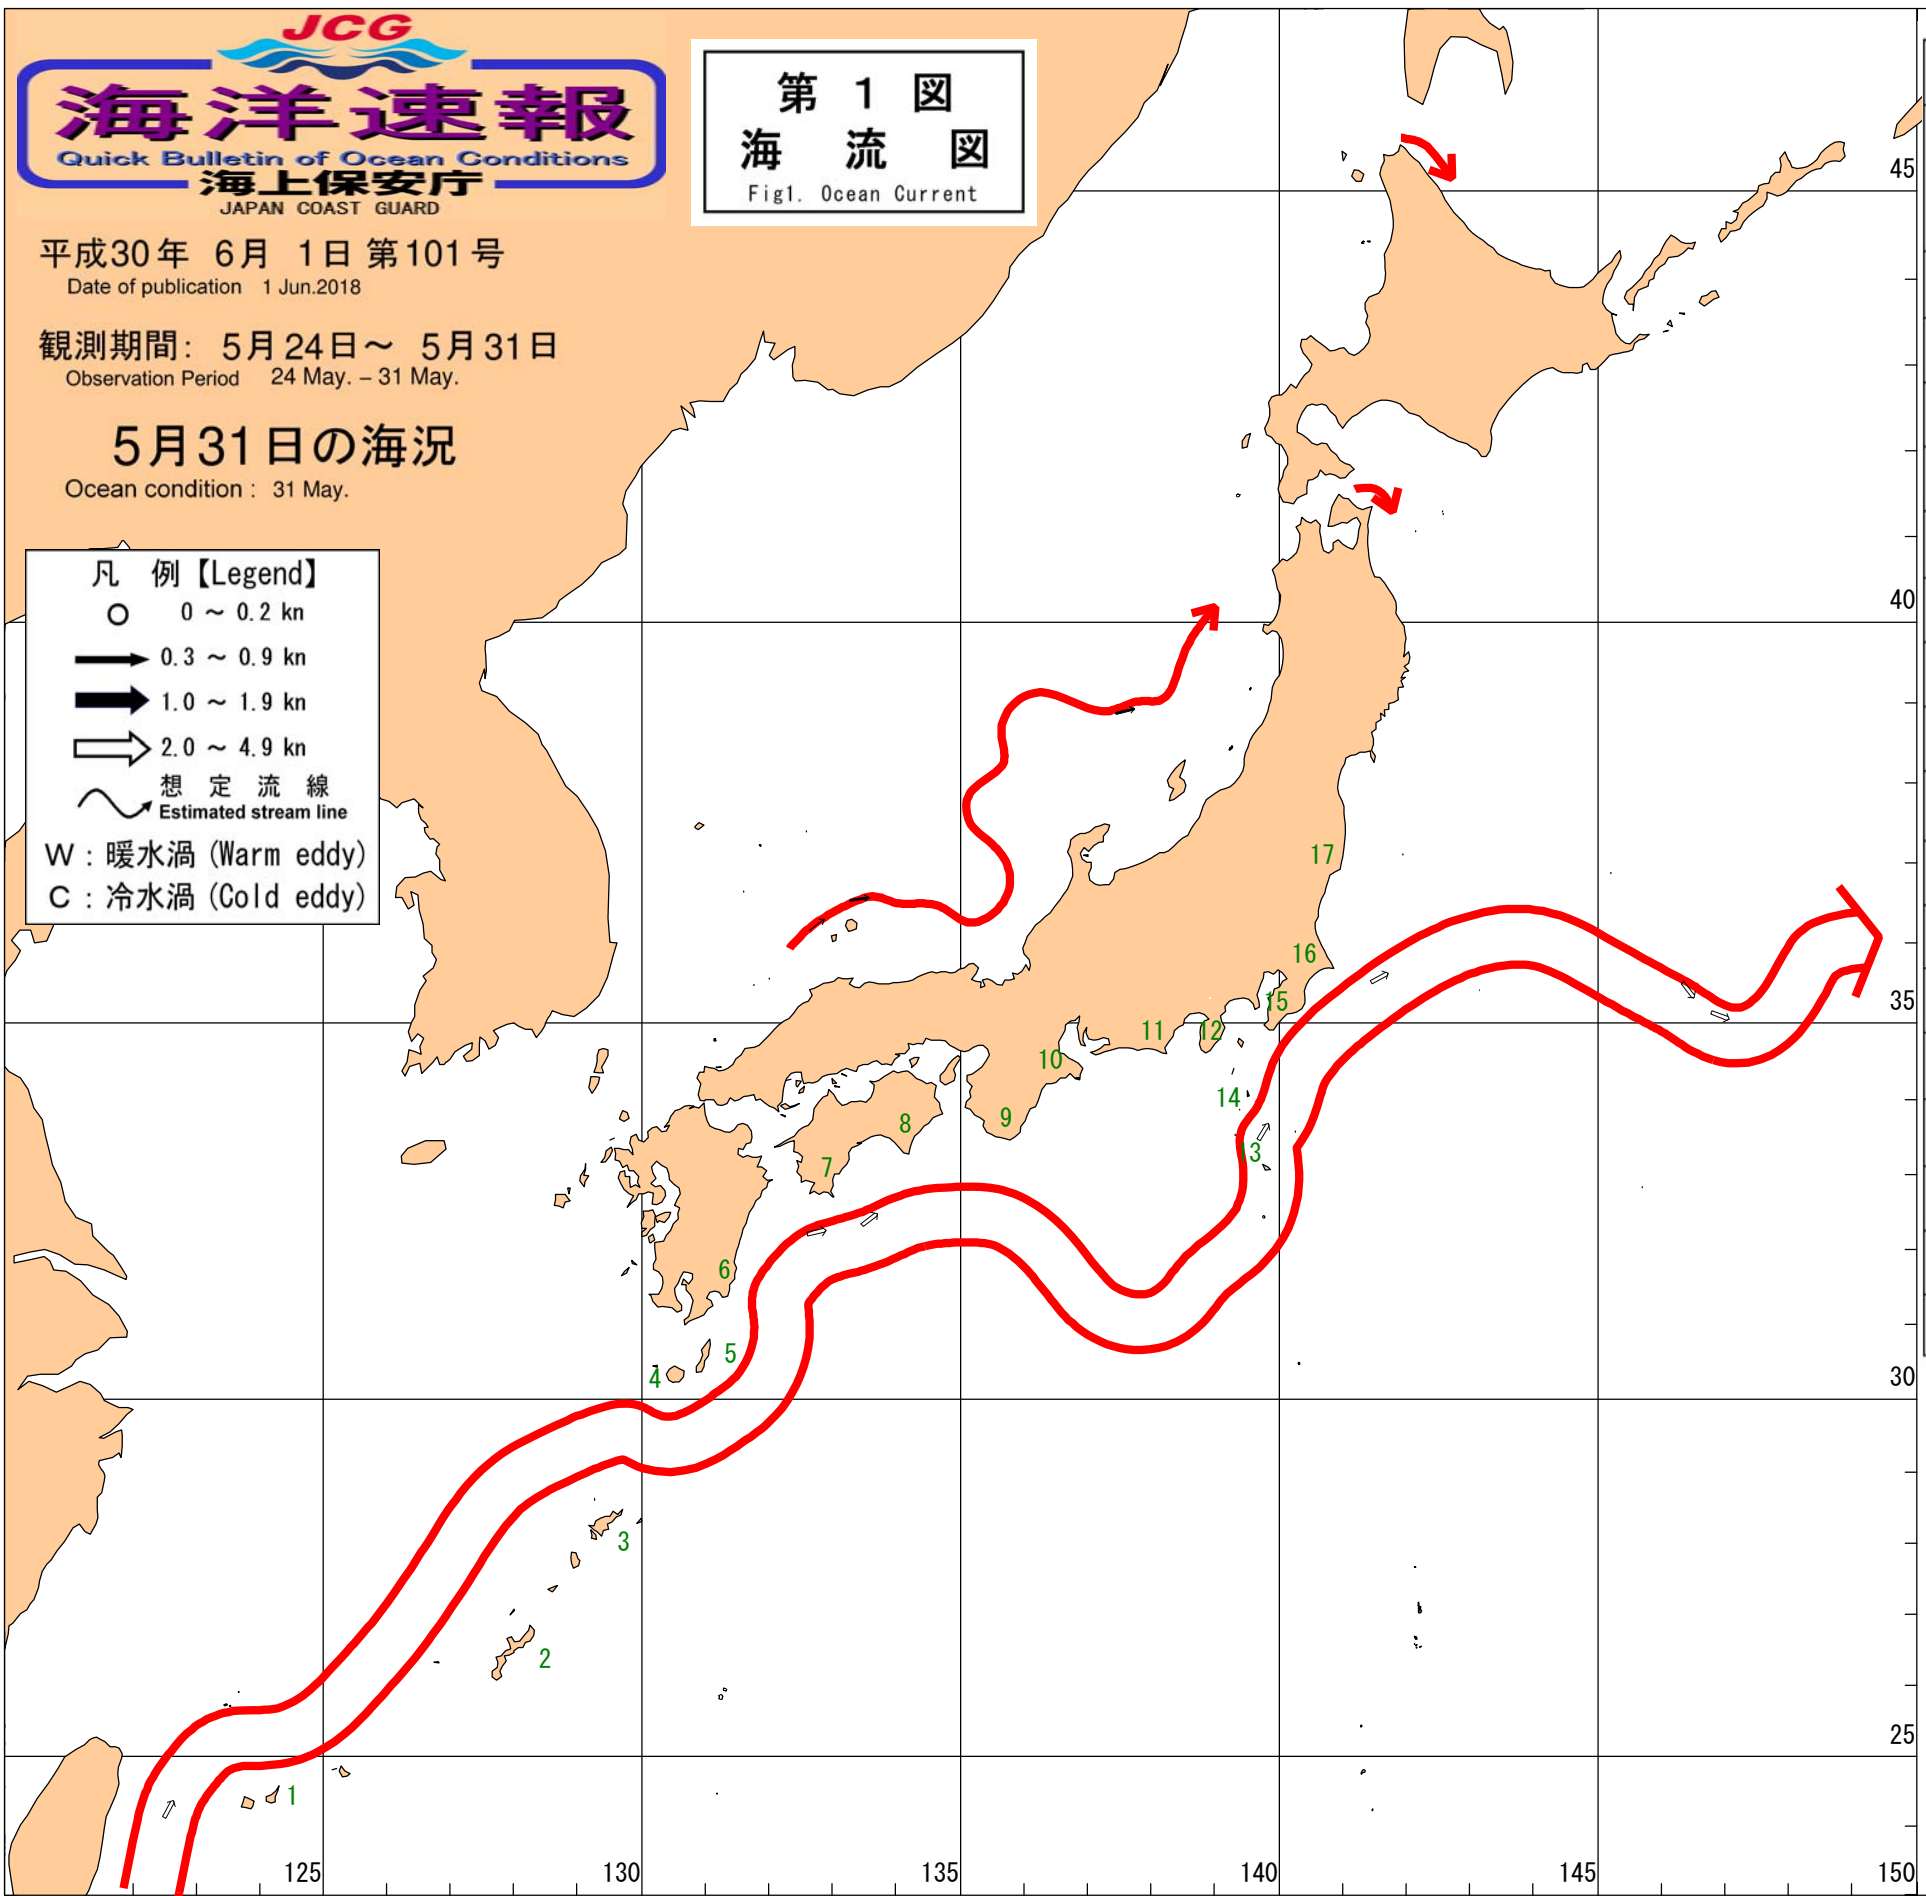 JCG
海洋速報
Quick Bulletin of Ocean Conditions
海上保安庁
JAPAN COAST GUARD
平成30年 6月 1日 第101号
Date of publication 1 Jun.2018
観測期間: 5月24日～ 5月31日
Observation Period 24 May. – 31 May.
5月31日の海況
Ocean condition : 31 May.
第 1 図
海 流 図
Fig1. Ocean Current
凡 例【Legend】
0 ～ 0.2 kn
0.3 ～ 0.9 kn
1.0 ～ 1.9 kn
2.0 ～ 4.9 kn
想 定 流 線
Estimated stream line
W : 暖水渦 (Warm eddy)
C : 冷水渦 (Cold eddy)
45
40
17
16
35
15
11
12
10
14
9
8
13
7
6
5
4
30
3
2
25
1
125
130
135
140
145
150